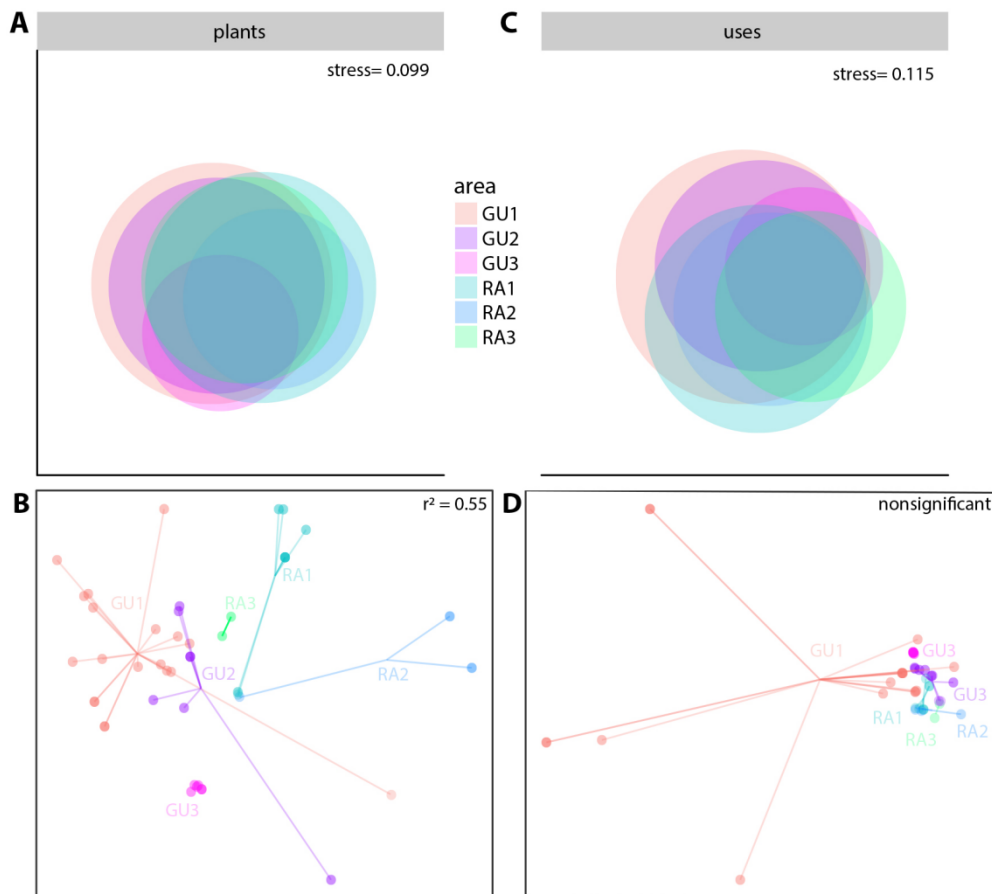 A
plants
stress= 0.099
C
uses
stress= 0.115
area
GU1
GU2
GU3
RA1
RA2
RA3
B
r² = 0.55
RA1
GU1
RA3
GU2
RA2
GU3
D
nonsignificant
GU1
GU3
GU3
RA1
RA2
RA3